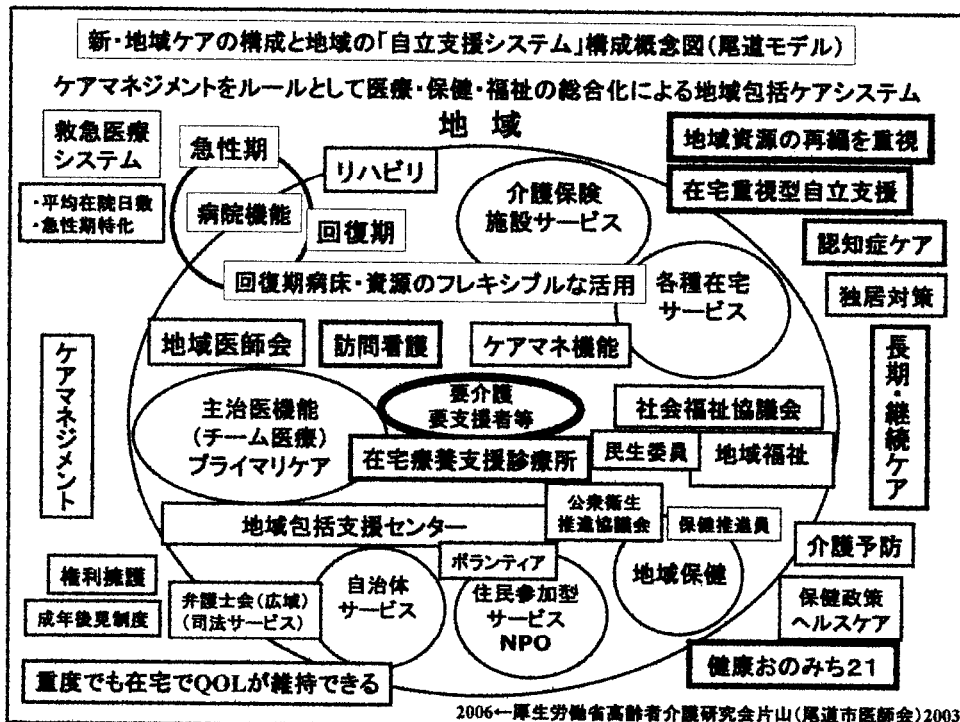 新・地域ケアの構成と地域の「自立支援システム」構成概念図(尾道モデル)
ケアマネジメントをルールとして医療・保健・福祉の総合化による地域包括ケアシステム
地域
救急医療
システム
・平均在院日数
・急性期特化
急性期
病院機能
回復期
リハビリ
介護保険
施設サービス
地域資源の再編を重視
在宅重視型自立支援
認知症ケア
独居対策
回復期病床・資源のフレキシブルな活用
各種在宅
サービス
地域医師会
訪問看護
ケアマネ機能
ケアマネジメント
長期・継続ケア
主治医機能
(チーム医療)
プライマリケア
要介護
要支援者等
社会福祉協議会
在宅療養支援診療所
民生委員
地域福祉
公衆衛生
推進協議会
保健推進員
地域包括支援センター
介護予防
ボランティア
権利擁護
成年後見制度
弁護士会(広域)
(司法サービス)
自治体
サービス
住民参加型
サービス
NPO
地域保健
保健政策
ヘルスケア
健康おのみち21
重度でも在宅でQOLが維持できる
2006←厚生労働省高齢者介護研究会片山(尾道市医師会)2003